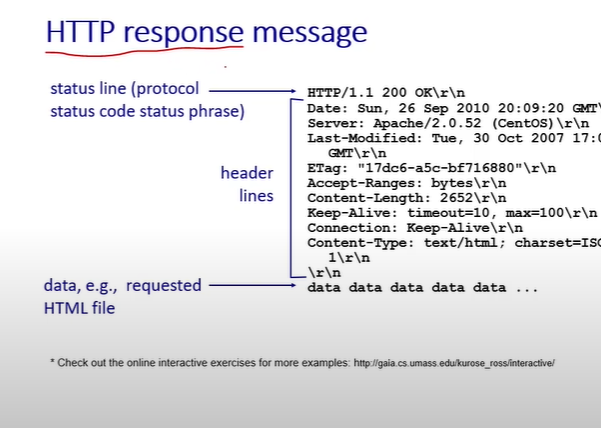 HTTP response message
status line (protocol
status code status phrase)
header
lines
data, e.g., requested
HTML file
HTTP/1.1 200 OK\r\n
Date: Sun, 26 Sep 2010 20:09:20 GMT\
Server: Apache/2.0.52 (CentOS)\r\n
Last-Modified: Tue, 30 Oct 2007 17:0
GMT\r\n
ETag: "17dc6-a5c-bf716880"\r\n
Accept-Ranges: bytes\r\n
Content-Length: 2652\r\n
Keep-Alive: timeout=10, max=100\r\n
Connection: Keep-Alive\r\n
Content-Type: text/html; charset=ISO
1\r\n
\r\n
data data data data data ...
* Check out the online interactive exercises for more examples: http://gaia.cs.umass.edu/kurose_ross/interactive/